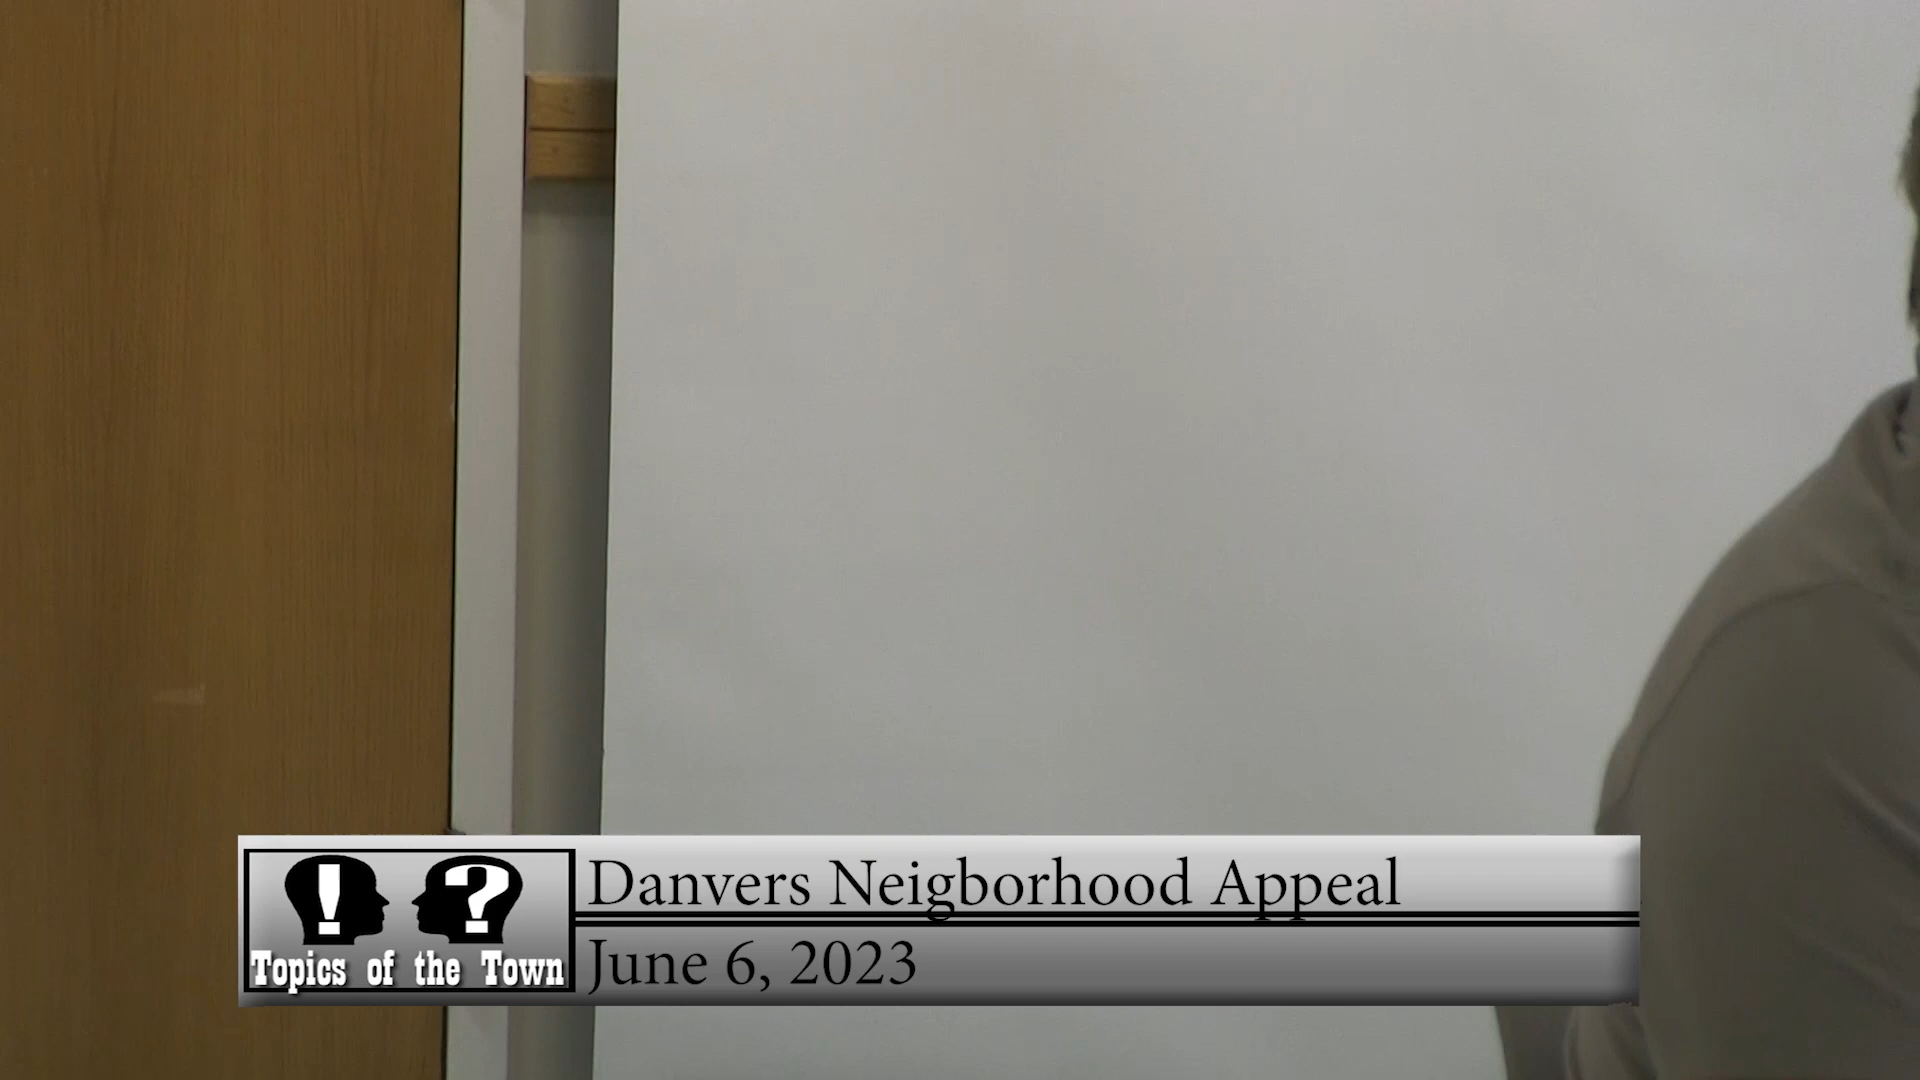 ! ?
Topics of the Town
Danvers Neigborhood Appeal
June 6, 2023